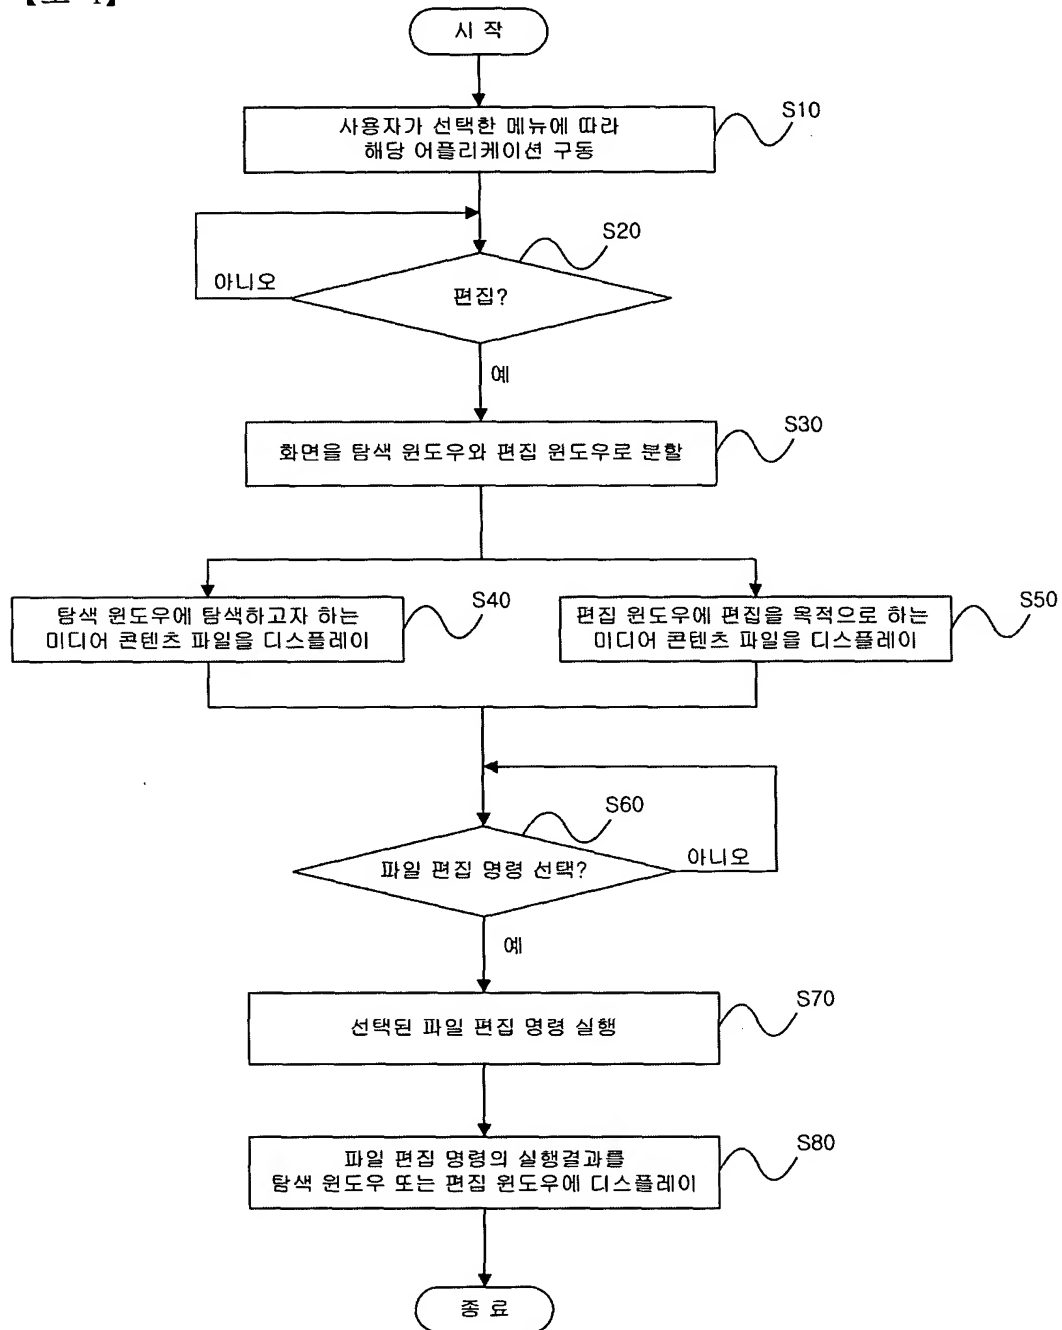 시 작
S10
사용자가 선택한 메뉴에 따라
해당 어플리케이션 구동
S20
아니오
편집?
예
S30
화면을 탐색 윈도우와 편집 윈도우로 분할
S40
탐색 윈도우에 탐색하고자 하는
미디어 콘텐츠 파일을 디스플레이
S50
편집 윈도우에 편집을 목적으로 하는
미디어 콘텐츠 파일을 디스플레이
S60
파일 편집 명령 선택?
아니오
예
S70
선택된 파일 편집 명령 실행
S80
파일 편집 명령의 실행결과를
탐색 윈도우 또는 편집 윈도우에 디스플레이
종 료